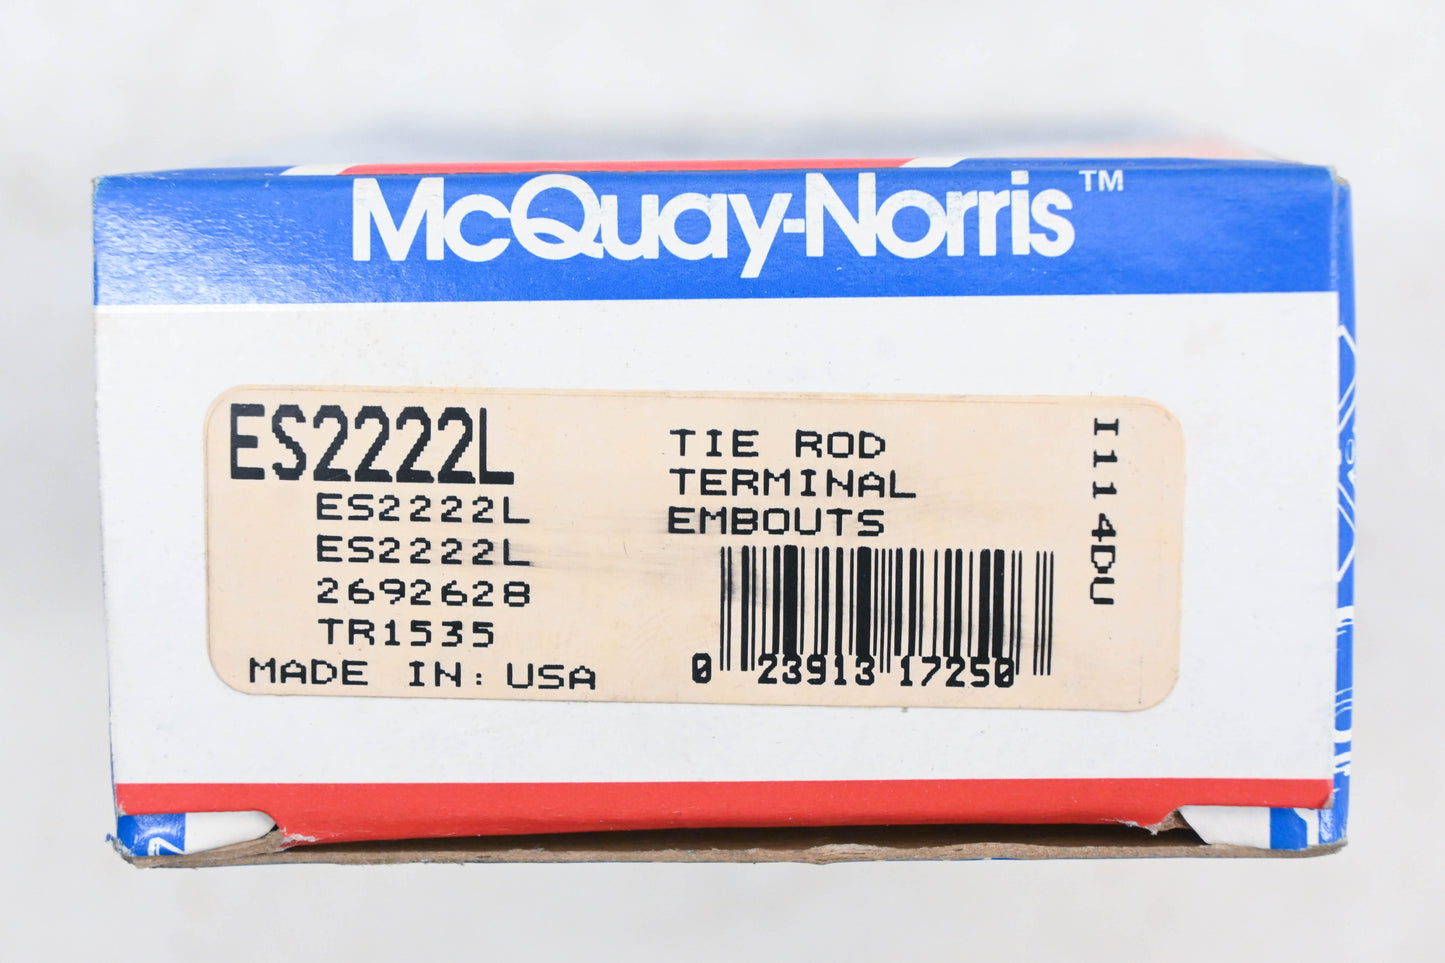 McQuay-Norris™
ES2222L
ES2222L
ES2222L
2692628
TR1535
MADE IN: USA
TIE ROD
TERMINAL
EMBOUTS
0 23913 17250
I114DU